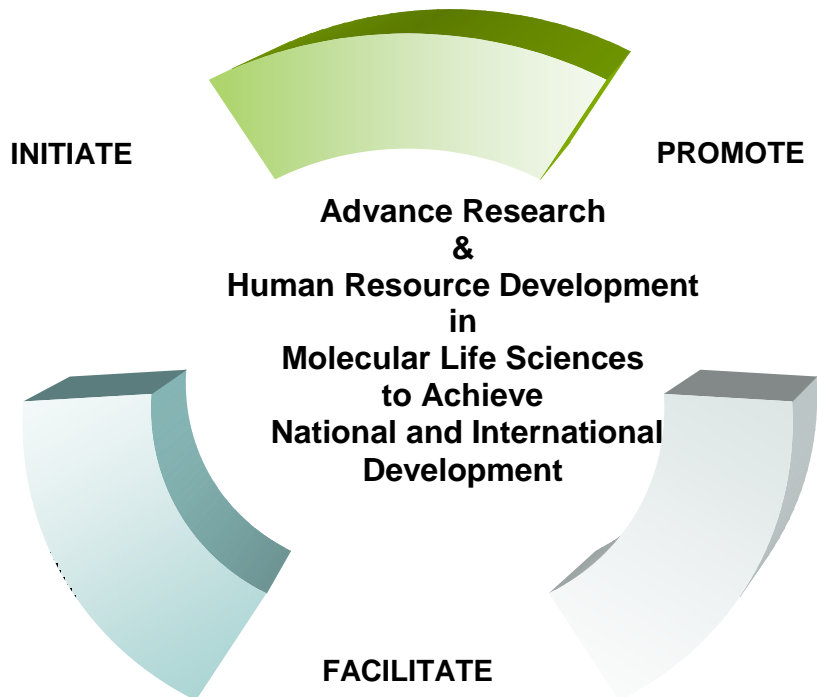 INITIATE
PROMOTE
Advance Research
&
Human Resource Development
in
Molecular Life Sciences
to Achieve
National and International
Development
FACILITATE